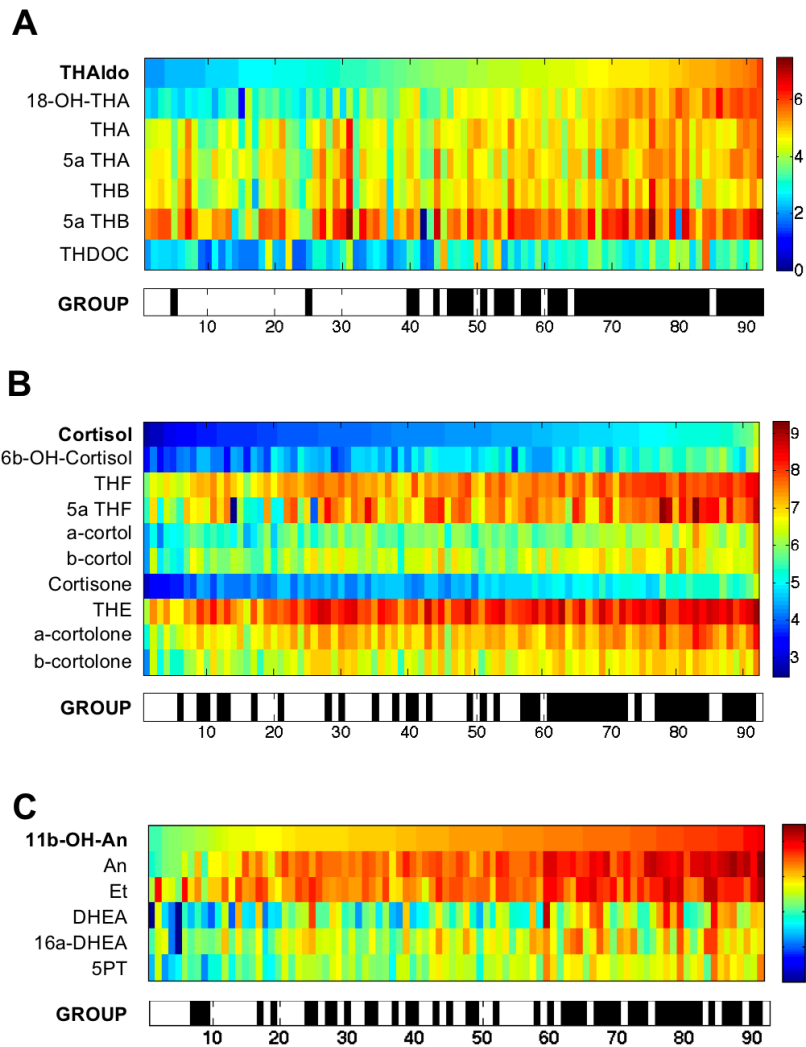 A
THAldo
18-OH-THA
THA
5a THA
THB
5a THB
THDOC
6
4
2
0
GROUP
10 20 30 40 50 60 70 80 90
B
Cortisol
6b-OH-Cortisol
THF
5a THF
a-cortol
b-cortol
Cortisone
THE
a-cortolone
b-cortolone
9
8
7
6
5
4
3
GROUP
10 20 30 40 50 60 70 80 90
C
11b-OH-An
An
Et
DHEA
16a-DHEA
5PT
GROUP
10 20 30 40 50 60 70 80 90